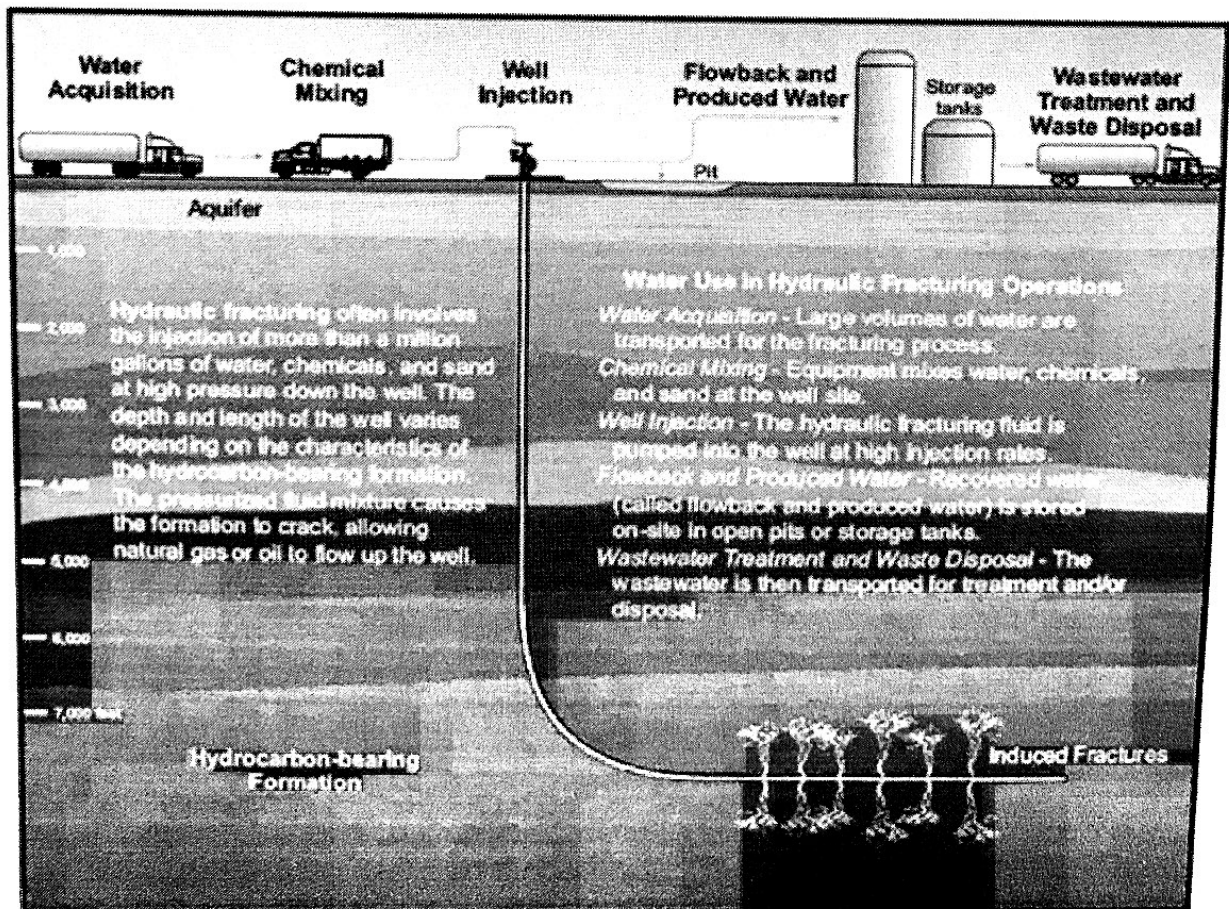 Water
Acquisition
Chemical
Mixing
Well
Injection
Flowback and
Produced Water
Storage
tanks
Wastewater
Treatment and
Waste Disposal
Pit
Aquifer
1,000
2,000
3,000
4,000
5,000
6,000
7,000 feet
Hydraulic fracturing often involves
the injection of more than a million
gallons of water, chemicals, and sand
at high pressure down the well. The
depth and length of the well varies
depending on the characteristics of
the hydrocarbon-bearing formation.
The pressurized fluid mixture causes
the formation to crack, allowing
natural gas or oil to flow up the well.
Water Use in Hydraulic Fracturing Operations
Water Acquisition - Large volumes of water are
transported for the fracturing process.
Chemical Mixing - Equipment mixes water, chemicals,
and sand at the well site.
Well Injection - The hydraulic fracturing fluid is
pumped into the well at high injection rates.
Flowback and Produced Water - Recovered water
(called flowback and produced water) is stored
on-site in open pits or storage tanks.
Wastewater Treatment and Waste Disposal - The
wastewater is then transported for treatment and/or
disposal.
Hydrocarbon-bearing
Formation
Induced Fractures